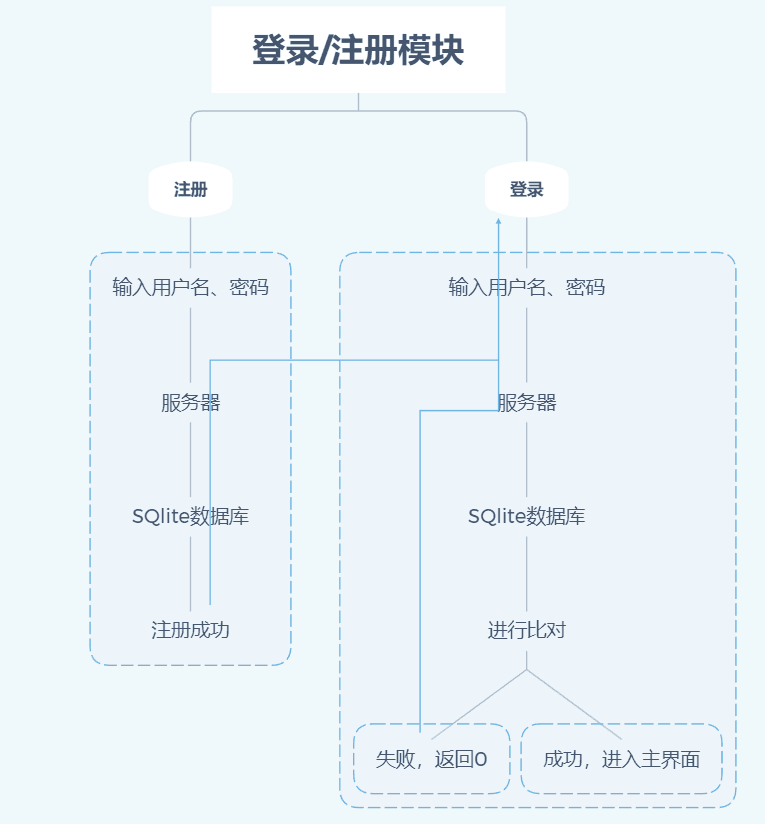 登录/注册模块
注册
登录
输入用户名、密码
输入用户名、密码
服务器
服务器
SQlite数据库
SQlite数据库
注册成功
进行比对
失败，返回0
成功，进入主界面